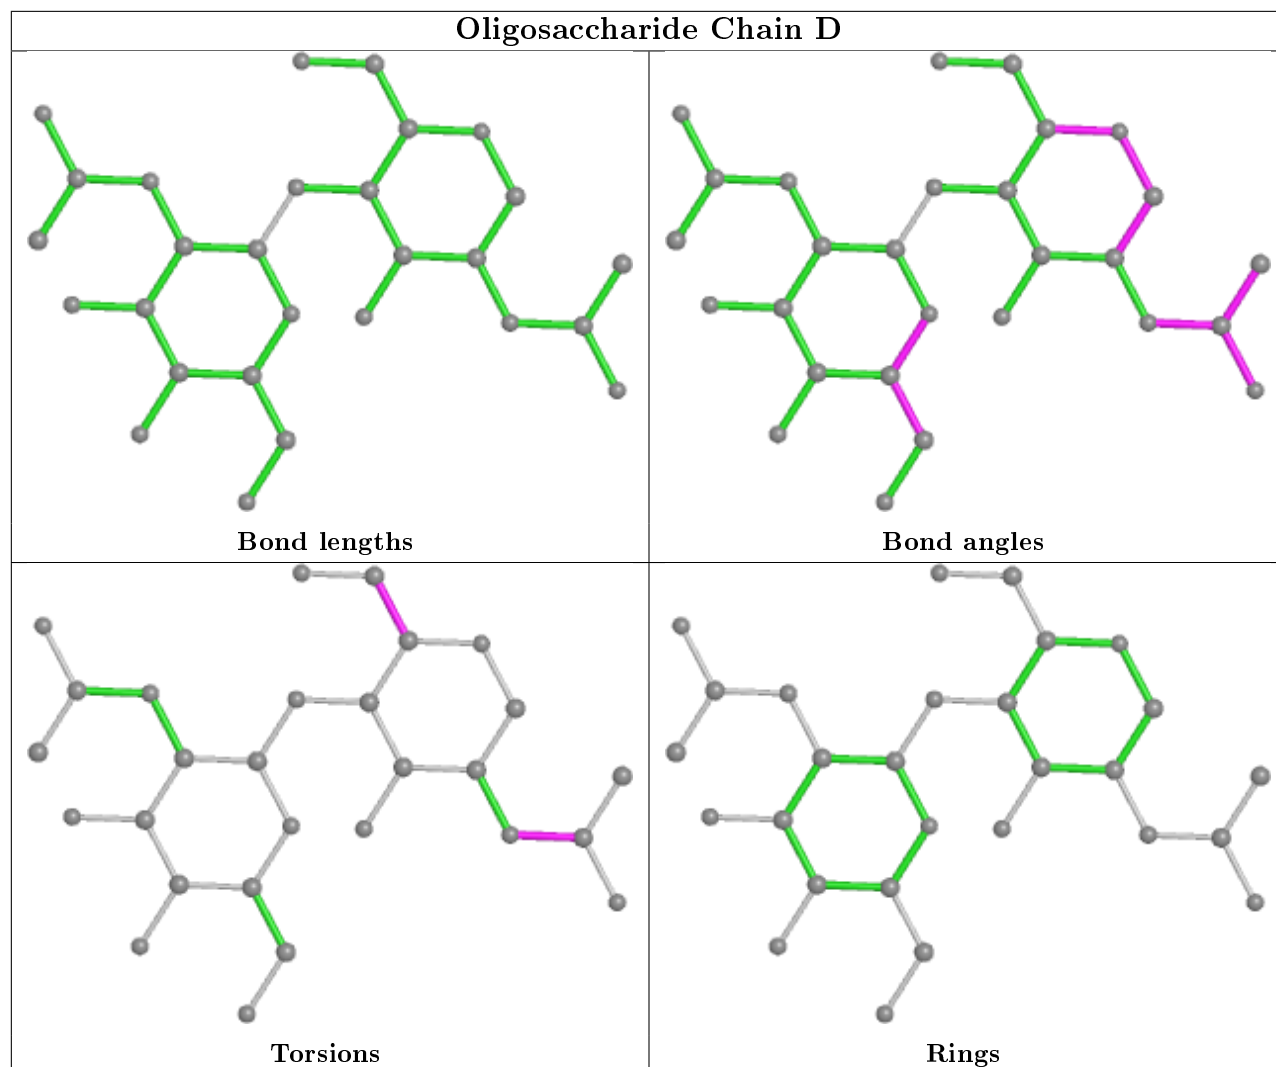 Oligosaccharide Chain D
Bond lengths
Bond angles
Torsions
Rings